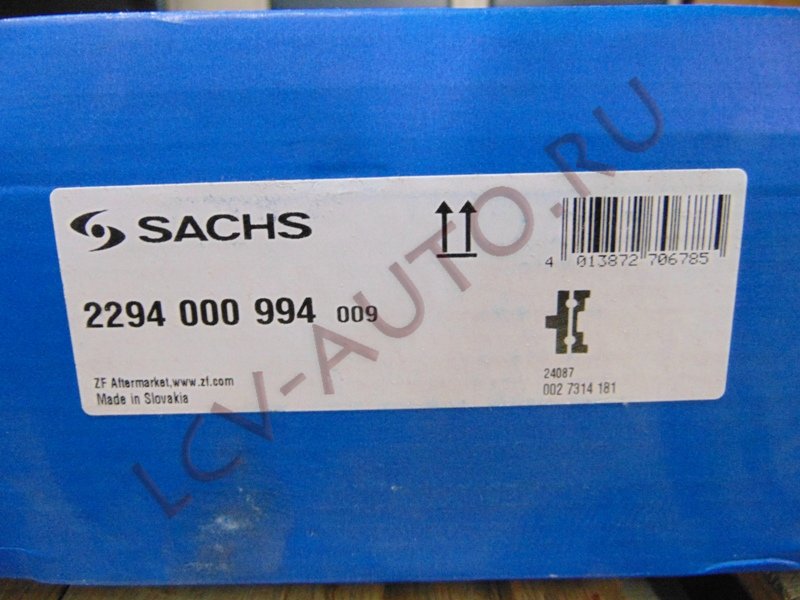 SACHS
4 013872 706785
2294 000 994 009
24087
002 7314 181
ZF Aftermarket,www.zf.com
Made in Slovakia
LCV-AUTO.RU